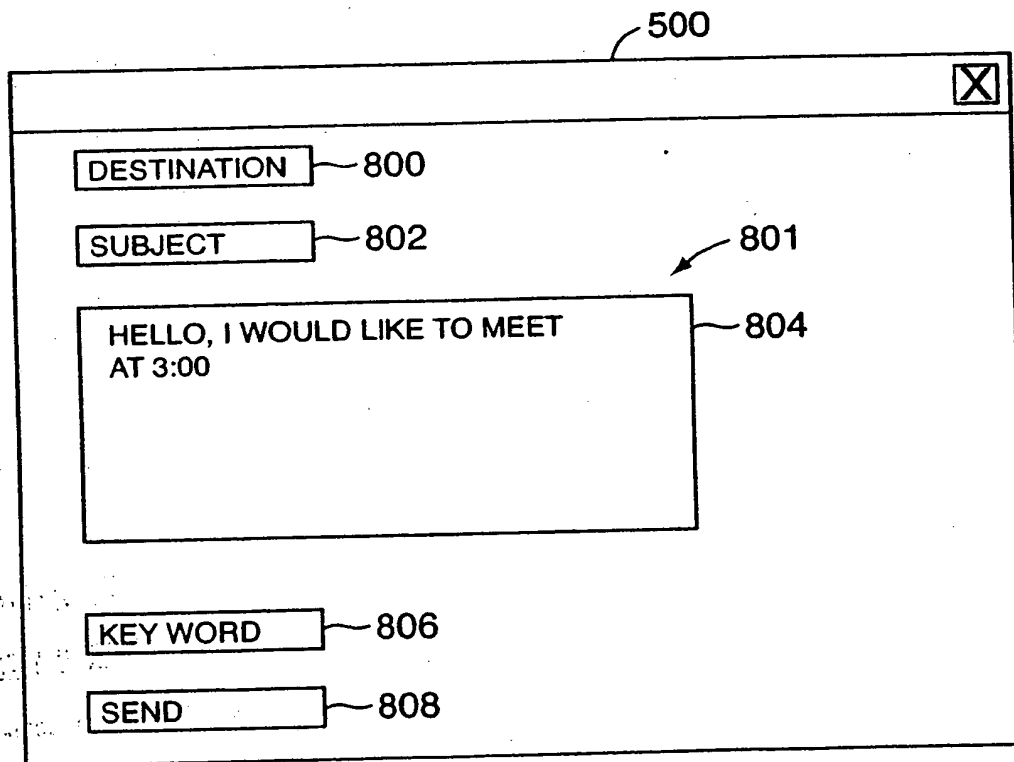 500
X
DESTINATION 800
SUBJECT 802
801
HELLO, I WOULD LIKE TO MEET
AT 3:00
804
KEY WORD 806
SEND 808